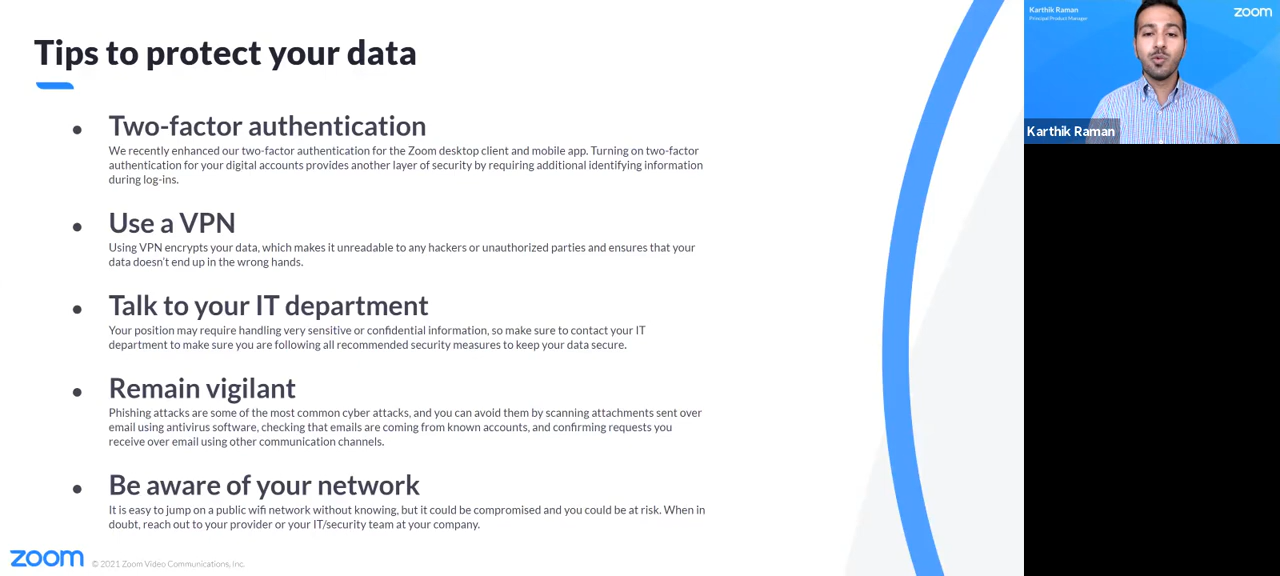 Tips to protect your data
Two-factor authentication
We recently enhanced our two-factor authentication for the Zoom desktop client and mobile app. Turning on two-factor
authentication for your digital accounts provides another layer of security by requiring additional identifying information
during log-ins.
Use a VPN
Using VPN encrypts your data, which makes it unreadable to any hackers or unauthorized parties and ensures that your
data doesn't end up in the wrong hands.
Talk to your IT department
Your position may require handling very sensitive or confidential information, so make sure to contact your IT
department to make sure you are following all recommended security measures to keep your data secure.
Remain vigilant
Phishing attacks are some of the most common cyber attacks, and you can avoid them by scanning attachments sent over
email using antivirus software, checking that emails are coming from known accounts, and confirming requests you
receive over email using other communication channels.
Be aware of your network
It is easy to jump on a public wifi network without knowing, but it could be compromised and you could be at risk. When in
doubt, reach out to your provider or your IT/security team at your company.
zoom © 2021 Zoom Video Communications, Inc.
Karthik Raman
Principal Product Manager
zoom
Karthik Raman